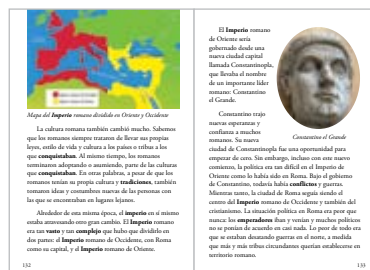 Mapa del Imperio romano dividido en Oriente y Occidente
La cultura romana también cambió mucho. Sabemos
que los romanos siempre trataron de llevar sus propias
leyes, estilo de vida y cultura a los países o tribus a los
que conquistaban. Al mismo tiempo, los romanos
terminaron adoptando o asumiendo, parte de las culturas
que conquistaban. En otras palabras, a pesar de que los
romanos tenían su propia cultura y tradiciones, también
tomaron ideas y costumbres nuevas de las personas con
las que se encontraban en lugares lejanos.
Alrededor de esta misma época, el imperio en sí mismo
estaba atravesando otro gran cambio. El Imperio romano
era tan vasto y tan complejo que hubo que dividirlo en
dos partes: el Imperio romano de Occidente, con Roma
como su capital, y el Imperio romano de Oriente.
132
El Imperio romano
de Oriente sería
gobernado desde una
nueva ciudad capital
llamada Constantinopla,
que llevaba el nombre
de un importante líder
romano: Constantino
el Grande.
Constantino trajo
nuevas esperanzas y
confianza a muchos
romanos. Su nueva
Constantino el Grande
ciudad de Constantinopla fue una oportunidad para
empezar de cero. Sin embargo, incluso con este nuevo
comienzo, la política era tan difícil en el Imperio de
Oriente como lo había sido en Roma. Bajo el gobierno
de Constantino, todavía había conflictos y guerras.
Mientras tanto, la ciudad de Roma seguía siendo el
centro del Imperio romano de Occidente y también del
cristianismo. La situación política en Roma era peor que
nunca: los emperadores iban y venían y muchos políticos
no se ponían de acuerdo en casi nada. Lo peor de todo era
que se estaban desatando guerras en el norte, a medida
que más y más tribus circundantes querían establecerse en
territorio romano.
133